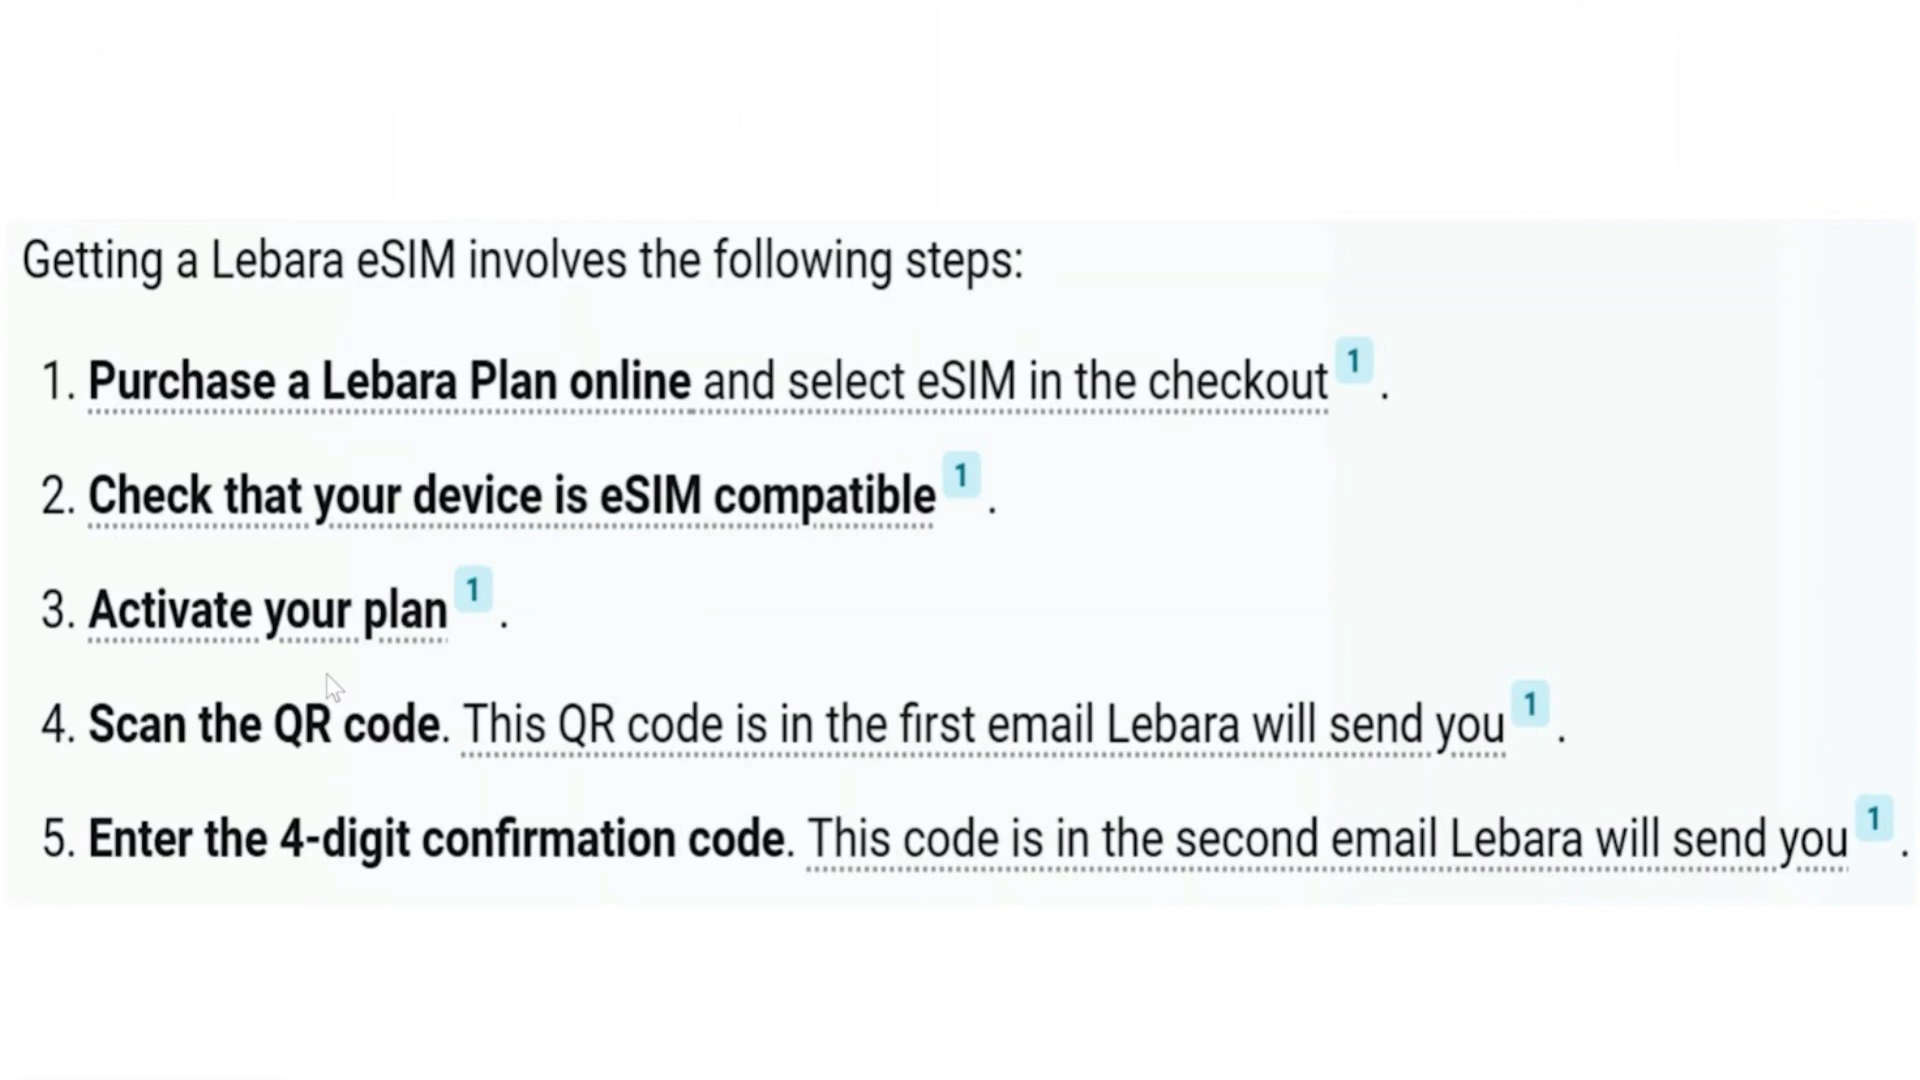 Getting a Lebara eSIM involves the following steps:
1. Purchase a Lebara Plan online and select eSIM in the checkout 1 .
2. Check that your device is eSIM compatible 1 .
3. Activate your plan 1 .
4. Scan the QR code. This QR code is in the first email Lebara will send you 1 .
5. Enter the 4-digit confirmation code. This code is in the second email Lebara will send you 1 .